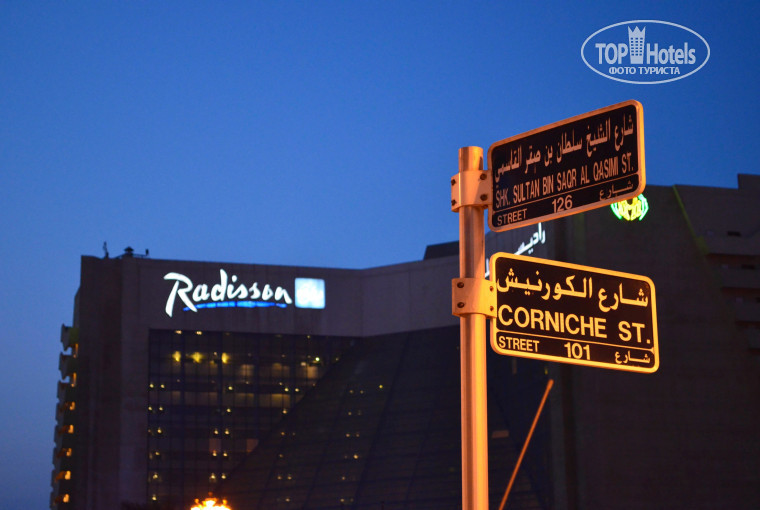 TOP Hotels
ФОТО ТУРИСТА
شارع الشيخ سلطان بن صقر القاسمي
SHK. SULTAN BIN SAQR AL QASIMI ST.
STREET 126 شارع
Radisson
شارع الكورنيش
CORNICHE ST.
STREET 101 شارع